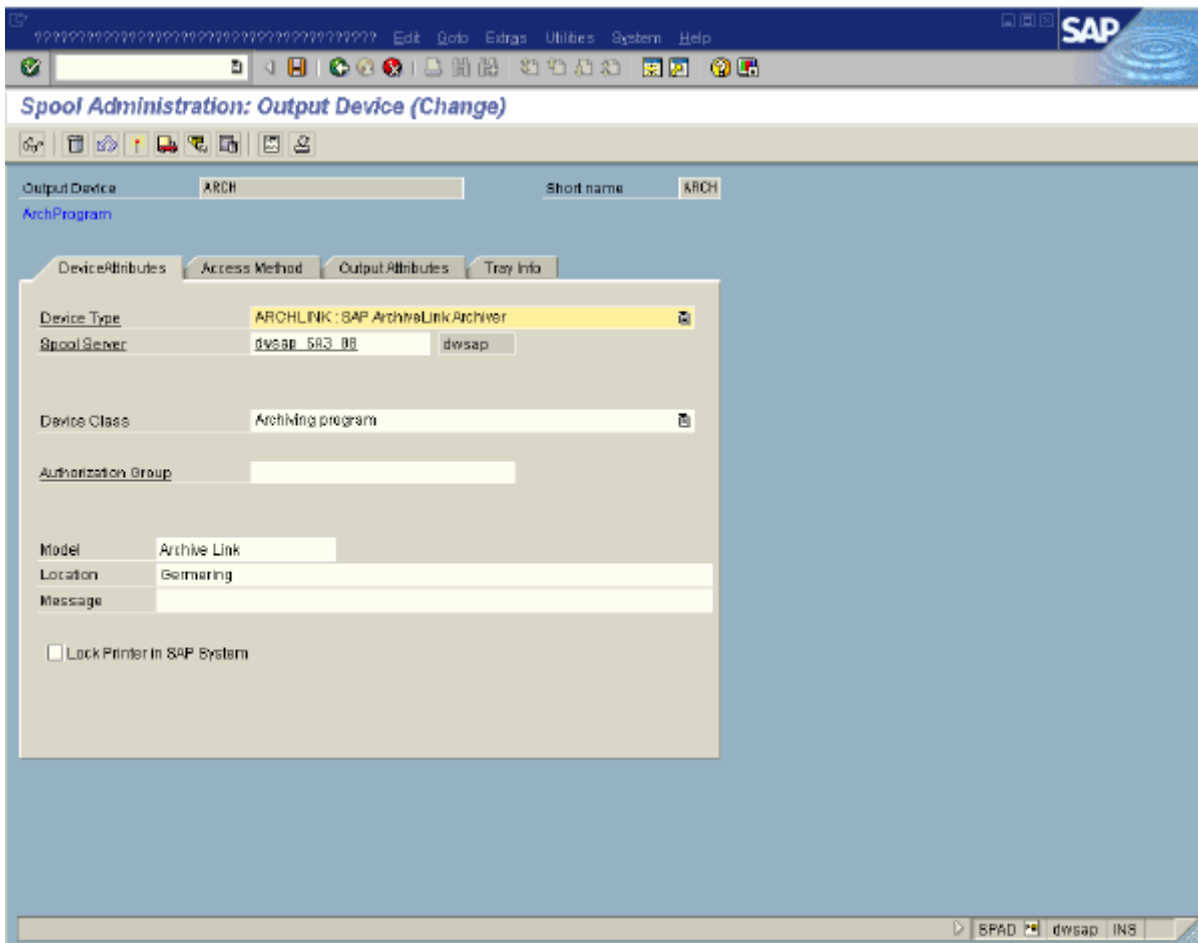 SAP
????????????????????????????????????????? Edit Goto Extras Utilities System Help
Spool Administration: Output Device (Change)
Output Device ARCH Short name ARCH
ArchProgram
DeviceAttributes Access Method Output Attributes Tray Info
Device Type ARCHLINK : SAP ArchiveLink Archiver
Spool Server dwsap
Device Class Archiving program
Authorization Group
Model Archive Link
Location Germering
Message
Lock Printer in SAP System
SPAD dwsap INS